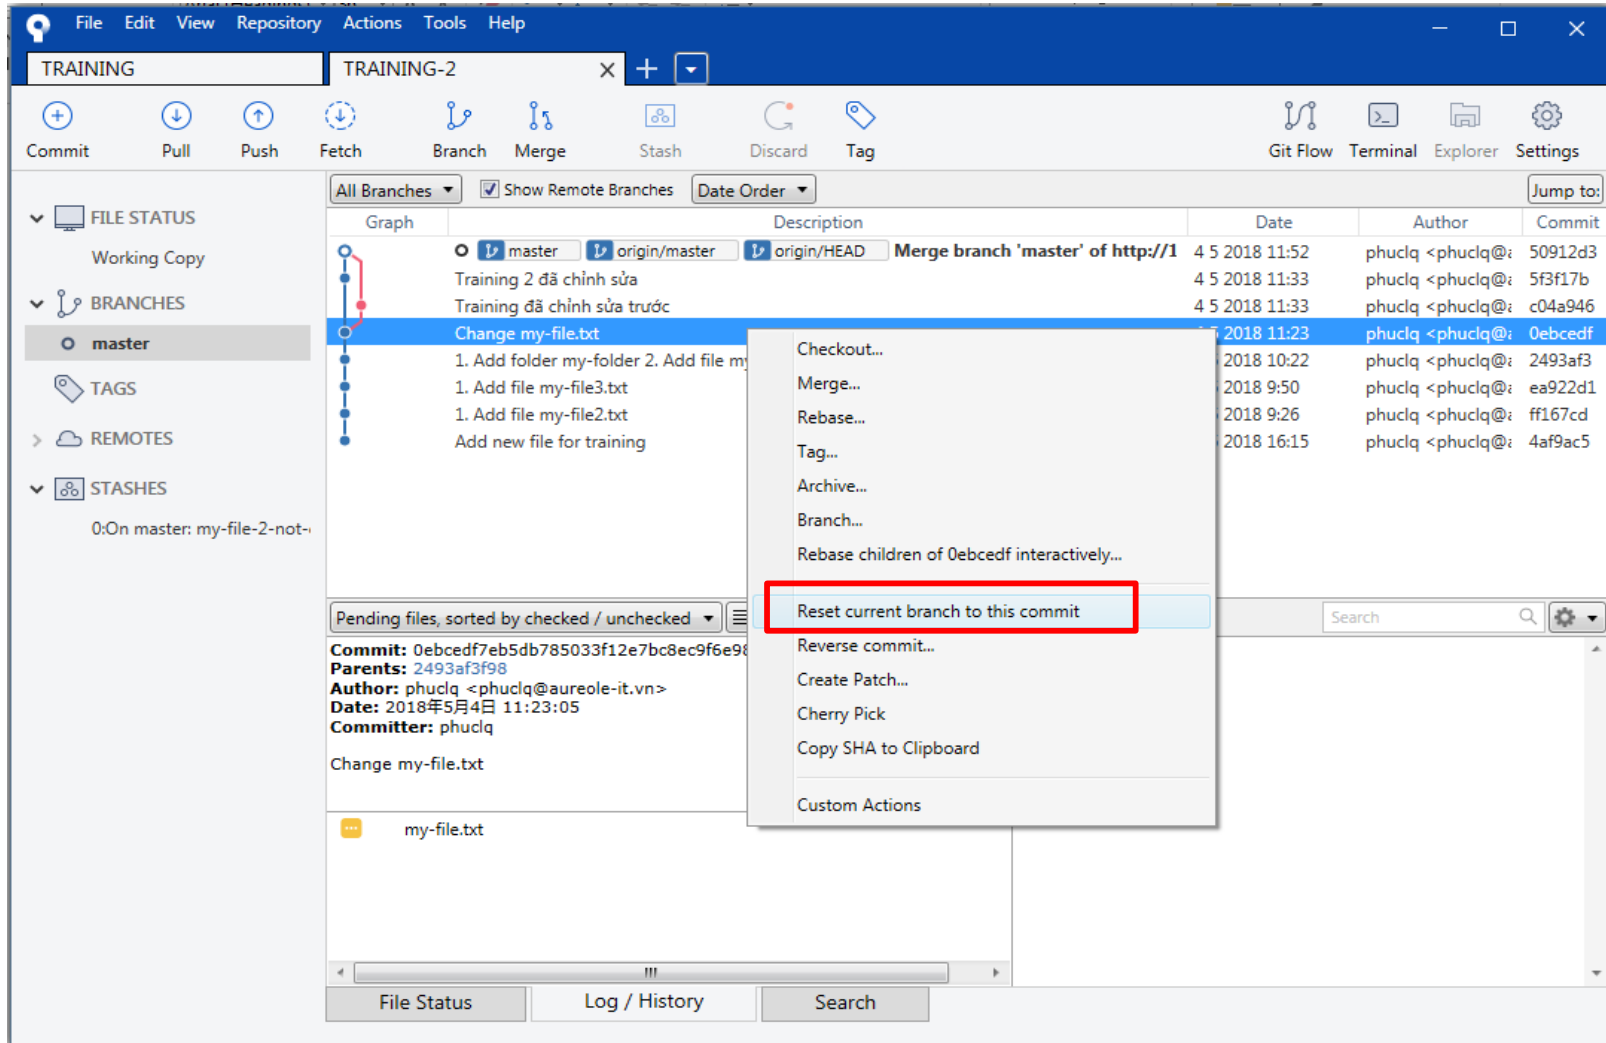 File Edit View Repository Actions Tools Help
TRAINING TRAINING-2
Commit Pull Push Fetch Branch Merge Stash Discard Tag Git Flow Terminal Explorer Settings
All Branches Show Remote Branches Date Order Jump to:
FILE STATUS
Working Copy
BRANCHES
master
TAGS
REMOTES
STASHES
0:On master: my-file-2-not-
Graph Description Date Author Commit
master origin/master origin/HEAD Merge branch 'master' of http://1 4 5 2018 11:52 phuclq <phuclq@a 50912d3
Training 2 đã chỉnh sửa 4 5 2018 11:33 phuclq <phuclq@a 5f3f17b
Training đã chỉnh sửa trước 4 5 2018 11:33 phuclq <phuclq@a c04a946
Change my-file.txt 5 2018 11:23 phuclq <phuclq@a 0ebcedf
1. Add folder my-folder 2. Add file my 2018 10:22 phuclq <phuclq@a 2493af3
1. Add file my-file3.txt 2018 9:50 phuclq <phuclq@a ea922d1
1. Add file my-file2.txt 2018 9:26 phuclq <phuclq@a ff167cd
Add new file for training 2018 16:15 phuclq <phuclq@a 4af9ac5
Checkout...
Merge...
Rebase...
Tag...
Archive...
Branch...
Rebase children of 0ebcedf interactively...
Reset current branch to this commit
Reverse commit...
Create Patch...
Cherry Pick
Copy SHA to Clipboard
Custom Actions
Pending files, sorted by checked / unchecked Search
Commit: 0ebcedf7eb5db785033f12e7bc8ec9f6e98
Parents: 2493af3f98
Author: phuclq <phuclq@aureole-it.vn>
Date: 2018年5月4日 11:23:05
Committer: phuclq
Change my-file.txt
my-file.txt
File Status Log / History Search